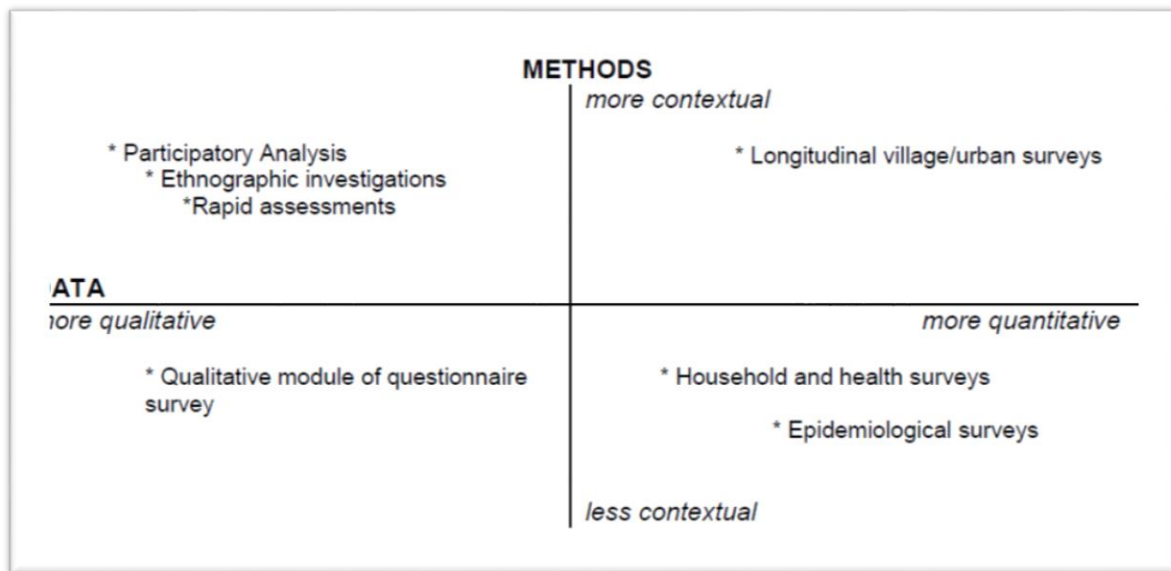 METHODS
more contextual
* Participatory Analysis
* Longitudinal village/urban surveys
* Ethnographic investigations
*Rapid assessments
ATA
ore qualitative
more quantitative
* Qualitative module of questionnaire
survey
* Household and health surveys
* Epidemiological surveys
less contextual